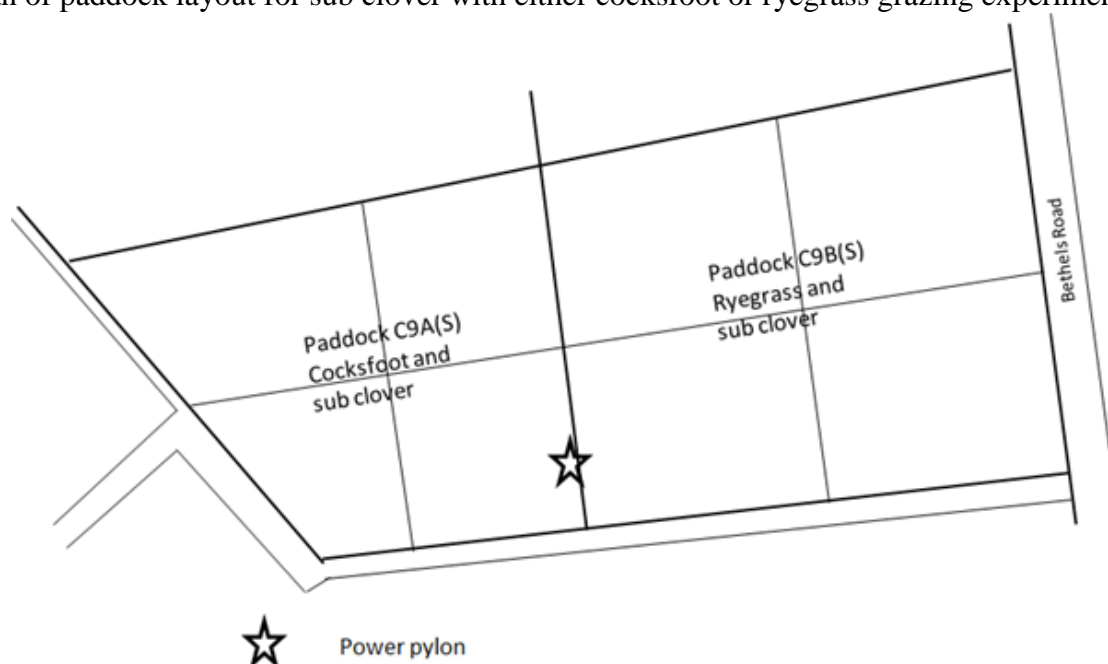 of paddock layout for sub clover with either cocksfoot or ryegrass grazing
Bethels Road
Paddock C9B(S)
Ryegrass and
sub clover
Paddock C9A(S)
Cocksfoot and
sub clover
Power pylon